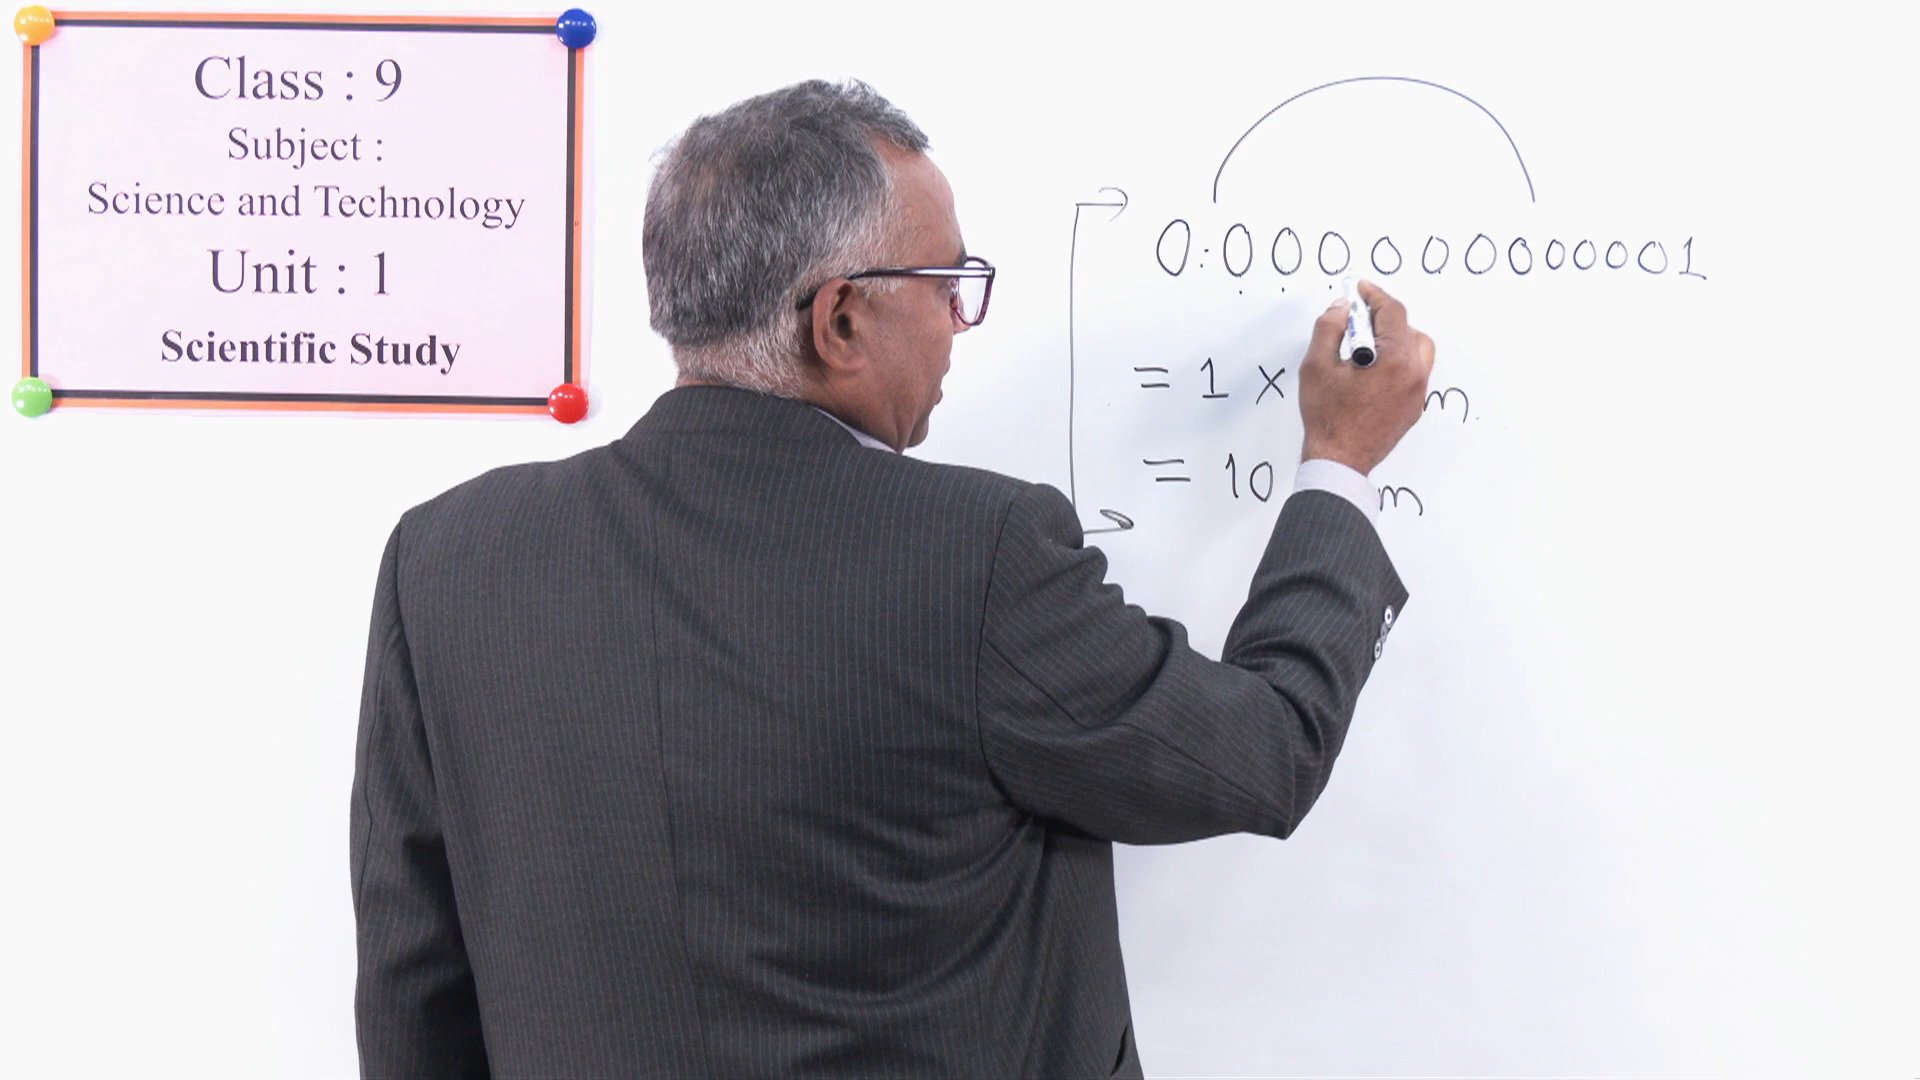 Class : 9
Subject :
Science and Technology
Unit : 1
Scientific Study
0.000000000001
= 1 × m.
= 10 m